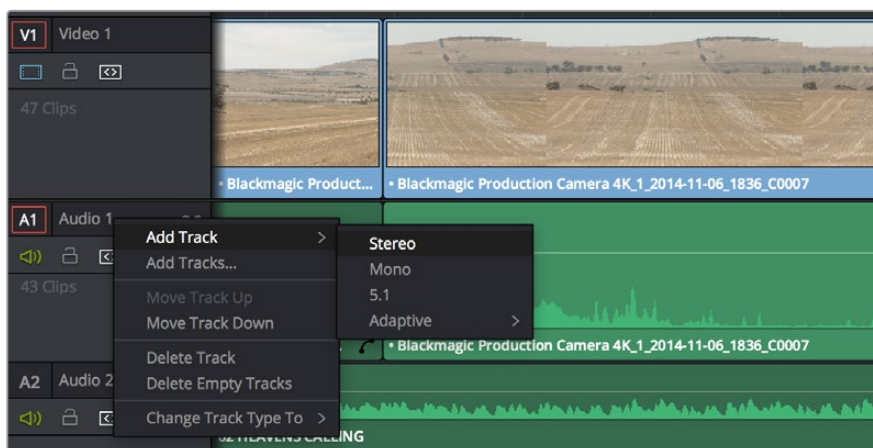 V1 Video 1
47 Clips
• Blackmagic Product...
• Blackmagic Production Camera 4K_1_2014-11-06_1836_C0007
A1 Audio 1
43 Clips
Add Track >
Add Tracks...
Move Track Up
Move Track Down
Delete Track
Delete Empty Tracks
Change Track Type To >
Stereo
Mono
5.1
Adaptive >
• Blackmagic Production Camera 4K_1_2014-11-06_1836_C0007
A2 Audio 2
HEAVENS CALLING